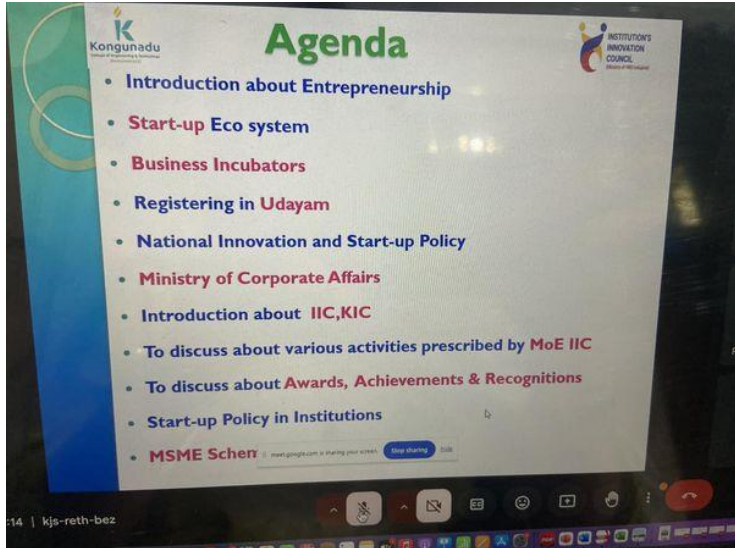 Kongunadu
Agenda
INSTITUTION'S
INNOVATION
COUNCIL
• Introduction about Entrepreneurship
• Start-up Eco system
• Business Incubators
• Registering in Udayam
• National Innovation and Start-up Policy
• Ministry of Corporate Affairs
• Introduction about IIC,KIC
• To discuss about various activities prescribed by MoE IIC
• To discuss about Awards, Achievements & Recognitions
• Start-up Policy in Institutions
• MSME Schem
meet.google.com is sharing your screen.
Stop sharing
Hide
:14 | kjs-reth-bez